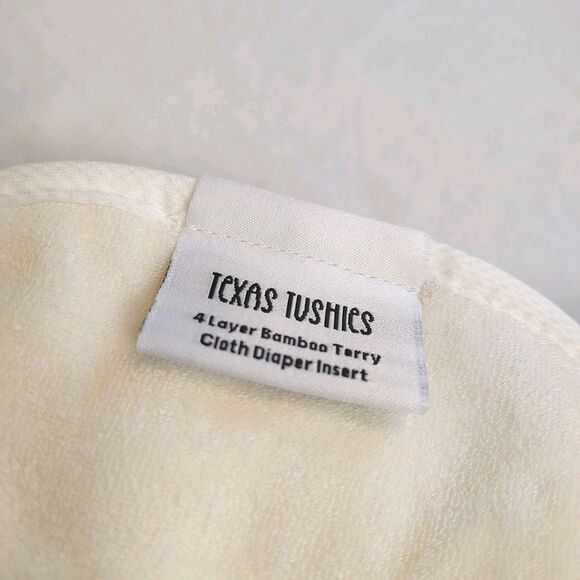 TEXAS TUSHIES
4 Layer Bamboo Terry
Cloth Diaper Insert